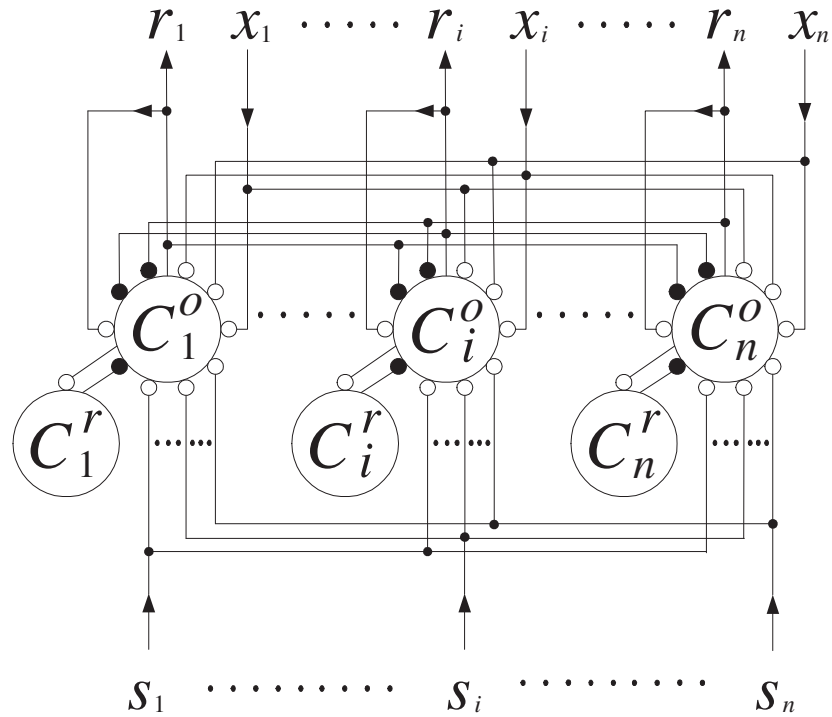 r₁ x₁ ······ rᵢ xᵢ ······ rₙ xₙ
C₁ᵒ ······ Cᵢᵒ ······ Cₙᵒ
C₁ʳ ······ Cᵢʳ ······ Cₙʳ ······
s₁ ·········· sᵢ ·········· sₙ